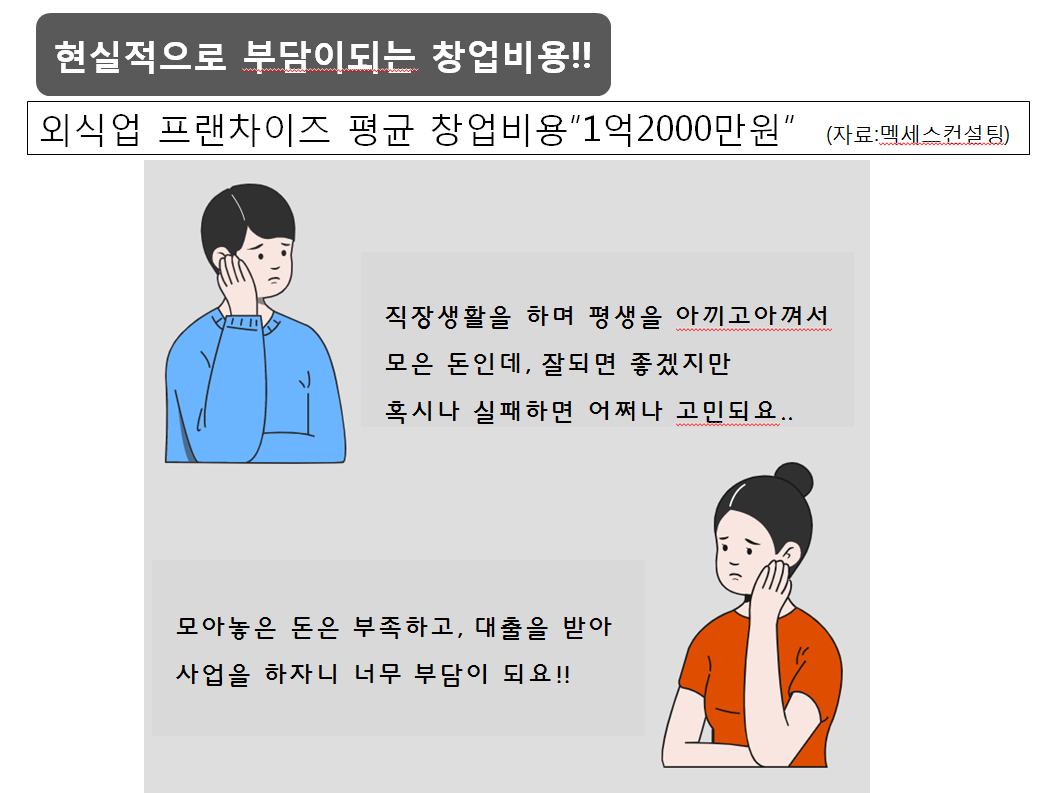 현실적으로 부담이되는 창업비용!!
외식업 프랜차이즈 평균 창업비용"1억2000만원" (자료:멕세스컨설팅)
직장생활을 하며 평생을 아끼고아껴서
모은 돈인데, 잘되면 좋겠지만
혹시나 실패하면 어쩌나 고민되요..
모아놓은 돈은 부족하고, 대출을 받아
사업을 하자니 너무 부담이 되요!!